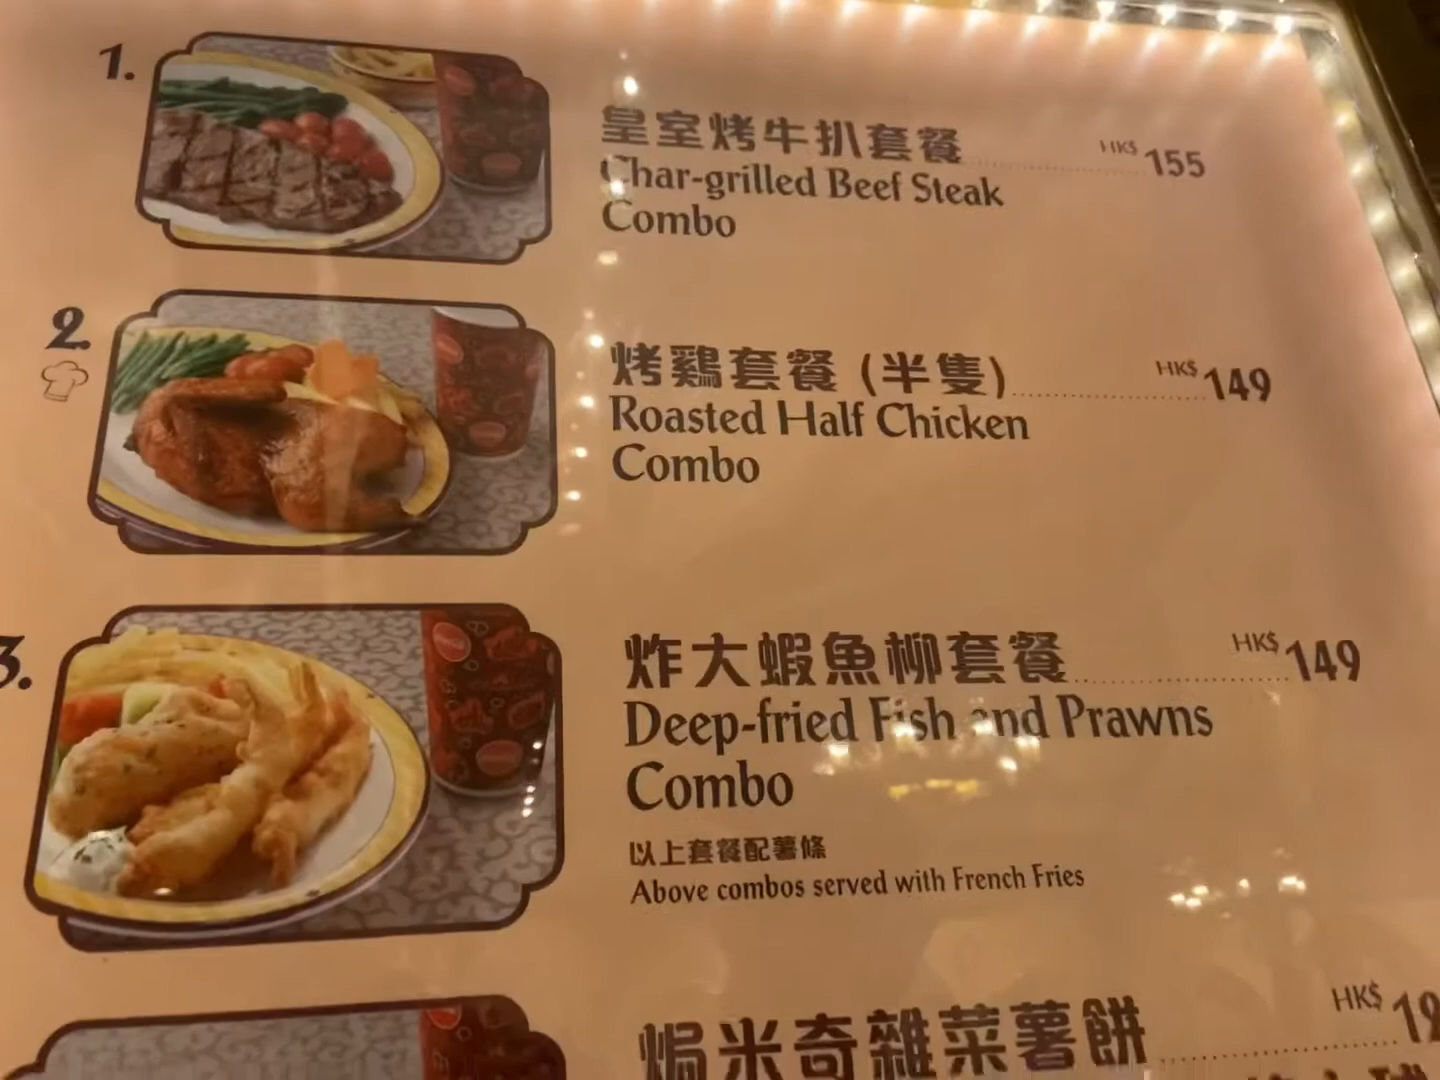 1.
皇室烤牛扒套餐 HK$ 155
Char-grilled Beef Steak
Combo
2.
烤鷄套餐 (半隻) HK$ 149
Roasted Half Chicken
Combo
3.
炸大蝦魚柳套餐 HK$ 149
Deep-fried Fish and Prawns
Combo
以上套餐配薯條
Above combos served with French Fries
焗米奇雜菜薯餅 HK$